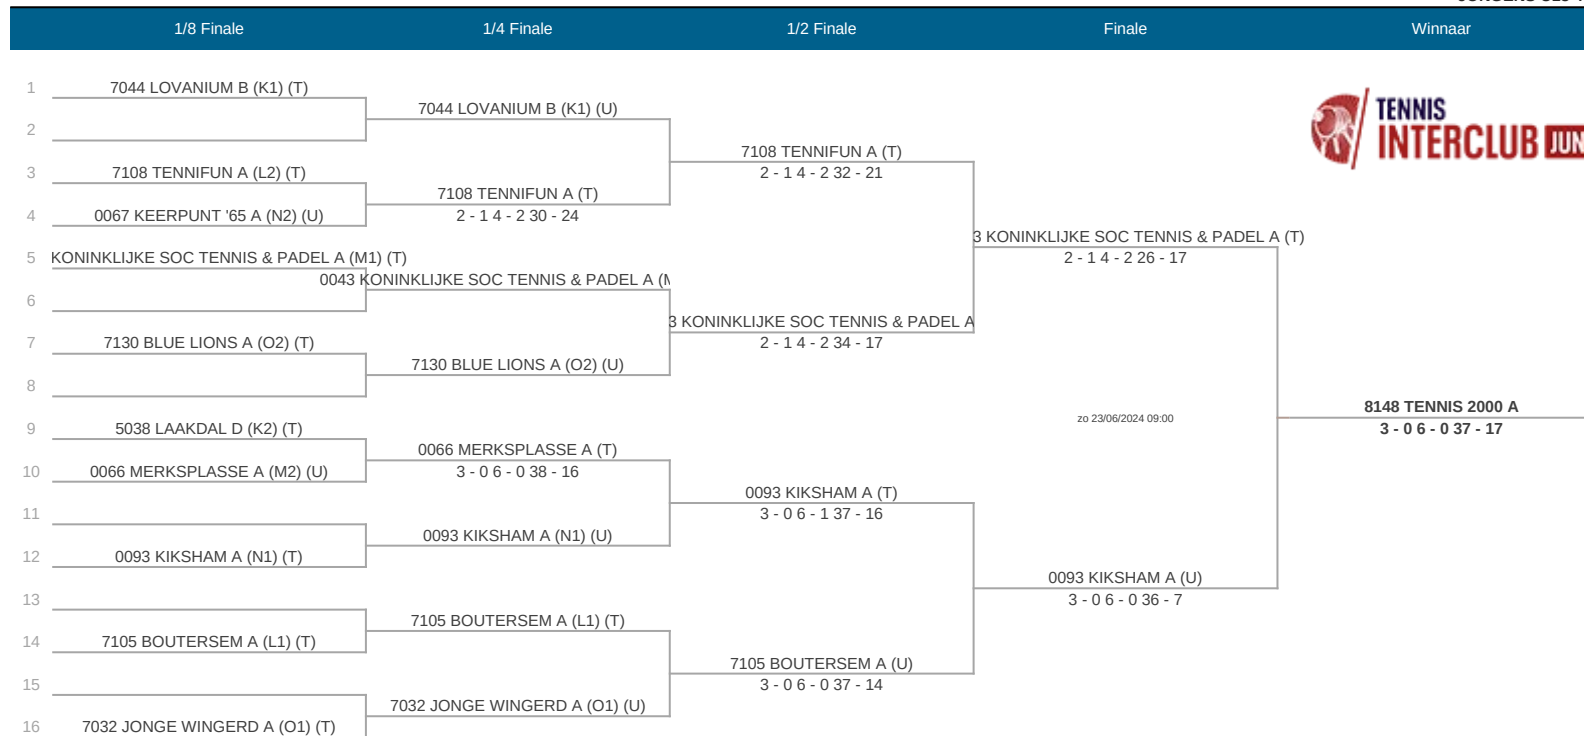 1/8 Finale 1/4 Finale 1/2 Finale Finale Winnaar
1 7044 LOVANIUM B (K1) (T)
7044 LOVANIUM B (K1) (U)
2
TENNIS
INTERCLUB JUN
7108 TENNIFUN A (T)
3 7108 TENNIFUN A (L2) (T)
2 - 1 4 - 2 32 - 21
7108 TENNIFUN A (T)
4 0067 KEERPUNT '65 A (N2) (U)
2 - 1 4 - 2 30 - 24
3 KONINKLIJKE SOC TENNIS & PADEL A (T)
5 KONINKLIJKE SOC TENNIS & PADEL A (M1) (T)
2 - 1 4 - 2 26 - 17
0043 KONINKLIJKE SOC TENNIS & PADEL A (M
6
3 KONINKLIJKE SOC TENNIS & PADEL A
7 7130 BLUE LIONS A (O2) (T)
2 - 1 4 - 2 34 - 17
7130 BLUE LIONS A (O2) (U)
8
8148 TENNIS 2000 A
zo 23/06/2024 09:00
9 5038 LAAKDAL D (K2) (T)
3 - 0 6 - 0 37 - 17
0066 MERKSPLASSE A (T)
10 0066 MERKSPLASSE A (M2) (U)
3 - 0 6 - 0 38 - 16
0093 KIKSHAM A (T)
11
3 - 0 6 - 1 37 - 16
0093 KIKSHAM A (N1) (U)
12 0093 KIKSHAM A (N1) (T)
0093 KIKSHAM A (U)
13
3 - 0 6 - 0 36 - 7
7105 BOUTERSEM A (L1) (T)
14 7105 BOUTERSEM A (L1) (T)
7105 BOUTERSEM A (U)
15
3 - 0 6 - 0 37 - 14
7032 JONGE WINGERD A (O1) (U)
16 7032 JONGE WINGERD A (O1) (T)